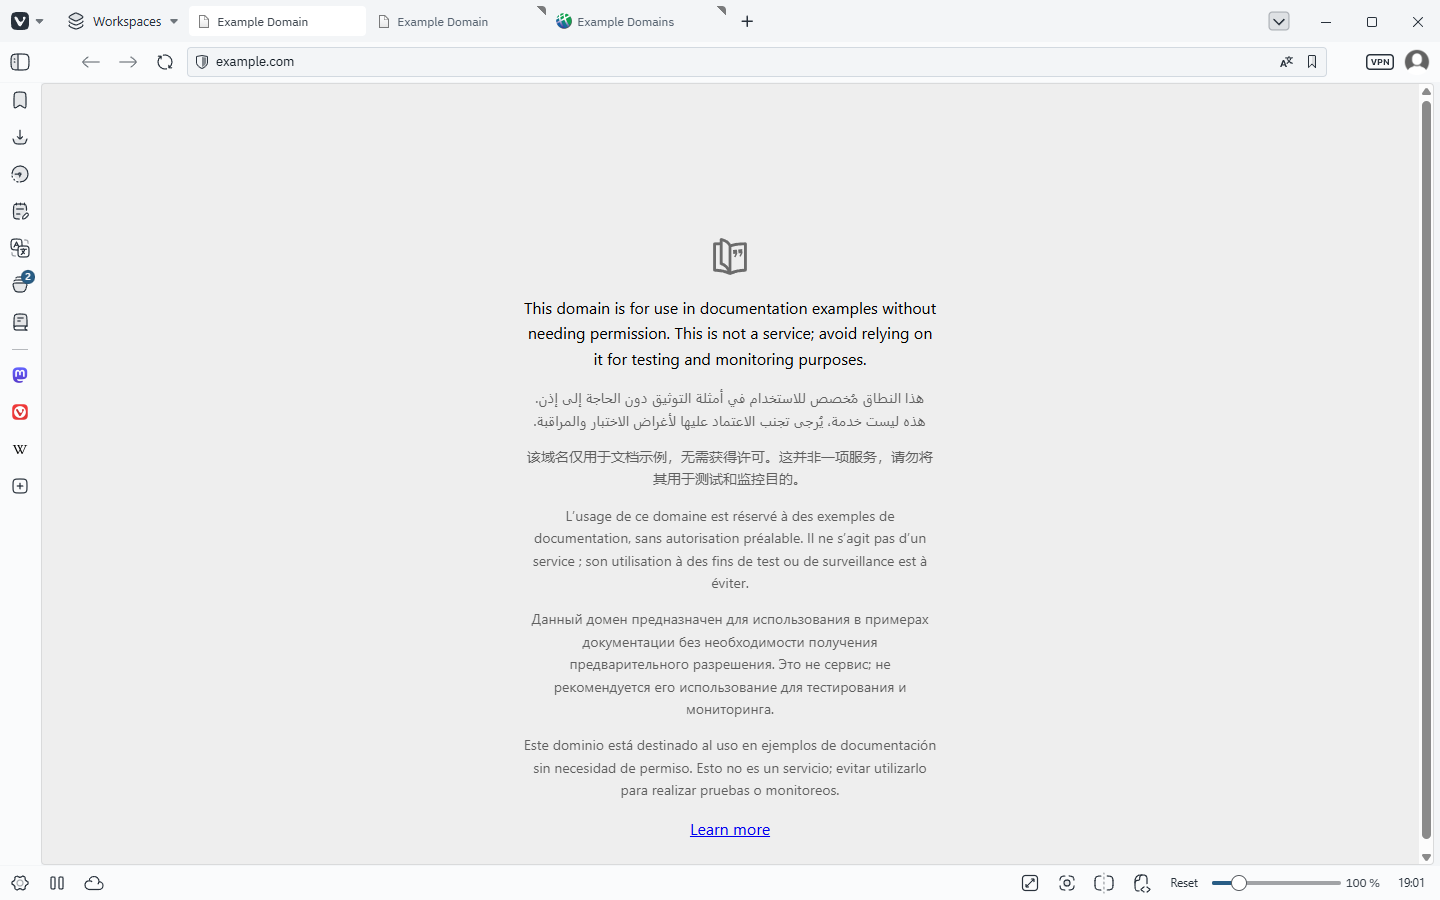 Workspaces
Example Domain
Example Domain
Example Domains
example.com
VPN
2
This domain is for use in documentation examples without
needing permission. This is not a service; avoid relying on
it for testing and monitoring purposes.
هذا النطاق مُخصص للاستخدام في أمثلة التوثيق دون الحاجة إلى إذن.
هذه ليست خدمة، يُرجى تجنب الاعتماد عليها لأغراض الاختبار والمراقبة.
该域名仅用于文档示例，无需获得许可。这并非一项服务，请勿将
其用于测试和监控目的。
L’usage de ce domaine est réservé à des exemples de
documentation, sans autorisation préalable. Il ne s’agit pas d’un
service ; son utilisation à des fins de test ou de surveillance est à
éviter.
Данный домен предназначен для использования в примерах
документации без необходимости получения
предварительного разрешения. Это не сервис; не
рекомендуется его использование для тестирования и
мониторинга.
Este dominio está destinado al uso en ejemplos de documentación
sin necesidad de permiso. Esto no es un servicio; evitar utilizarlo
para realizar pruebas o monitoreos.
Learn more
W
Reset
100 %
19:01